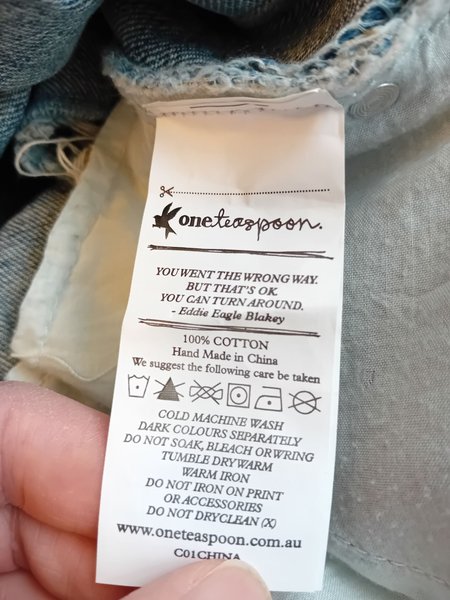 oneteaspoon.
YOU WENT THE WRONG WAY.
BUT THAT'S OK.
YOU CAN TURN AROUND.
- Eddie Eagle Blakey
100% COTTON
Hand Made in China
We suggest the following care be taken
COLD MACHINE WASH
DARK COLOURS SEPARATELY
DO NOT SOAK, BLEACH OR WRING
TUMBLE DRY WARM
WARM IRON
DO NOT IRON ON PRINT
OR ACCESSORIES
DO NOT DRYCLEAN (X)
www.oneteaspoon.com.au
C01CHINA